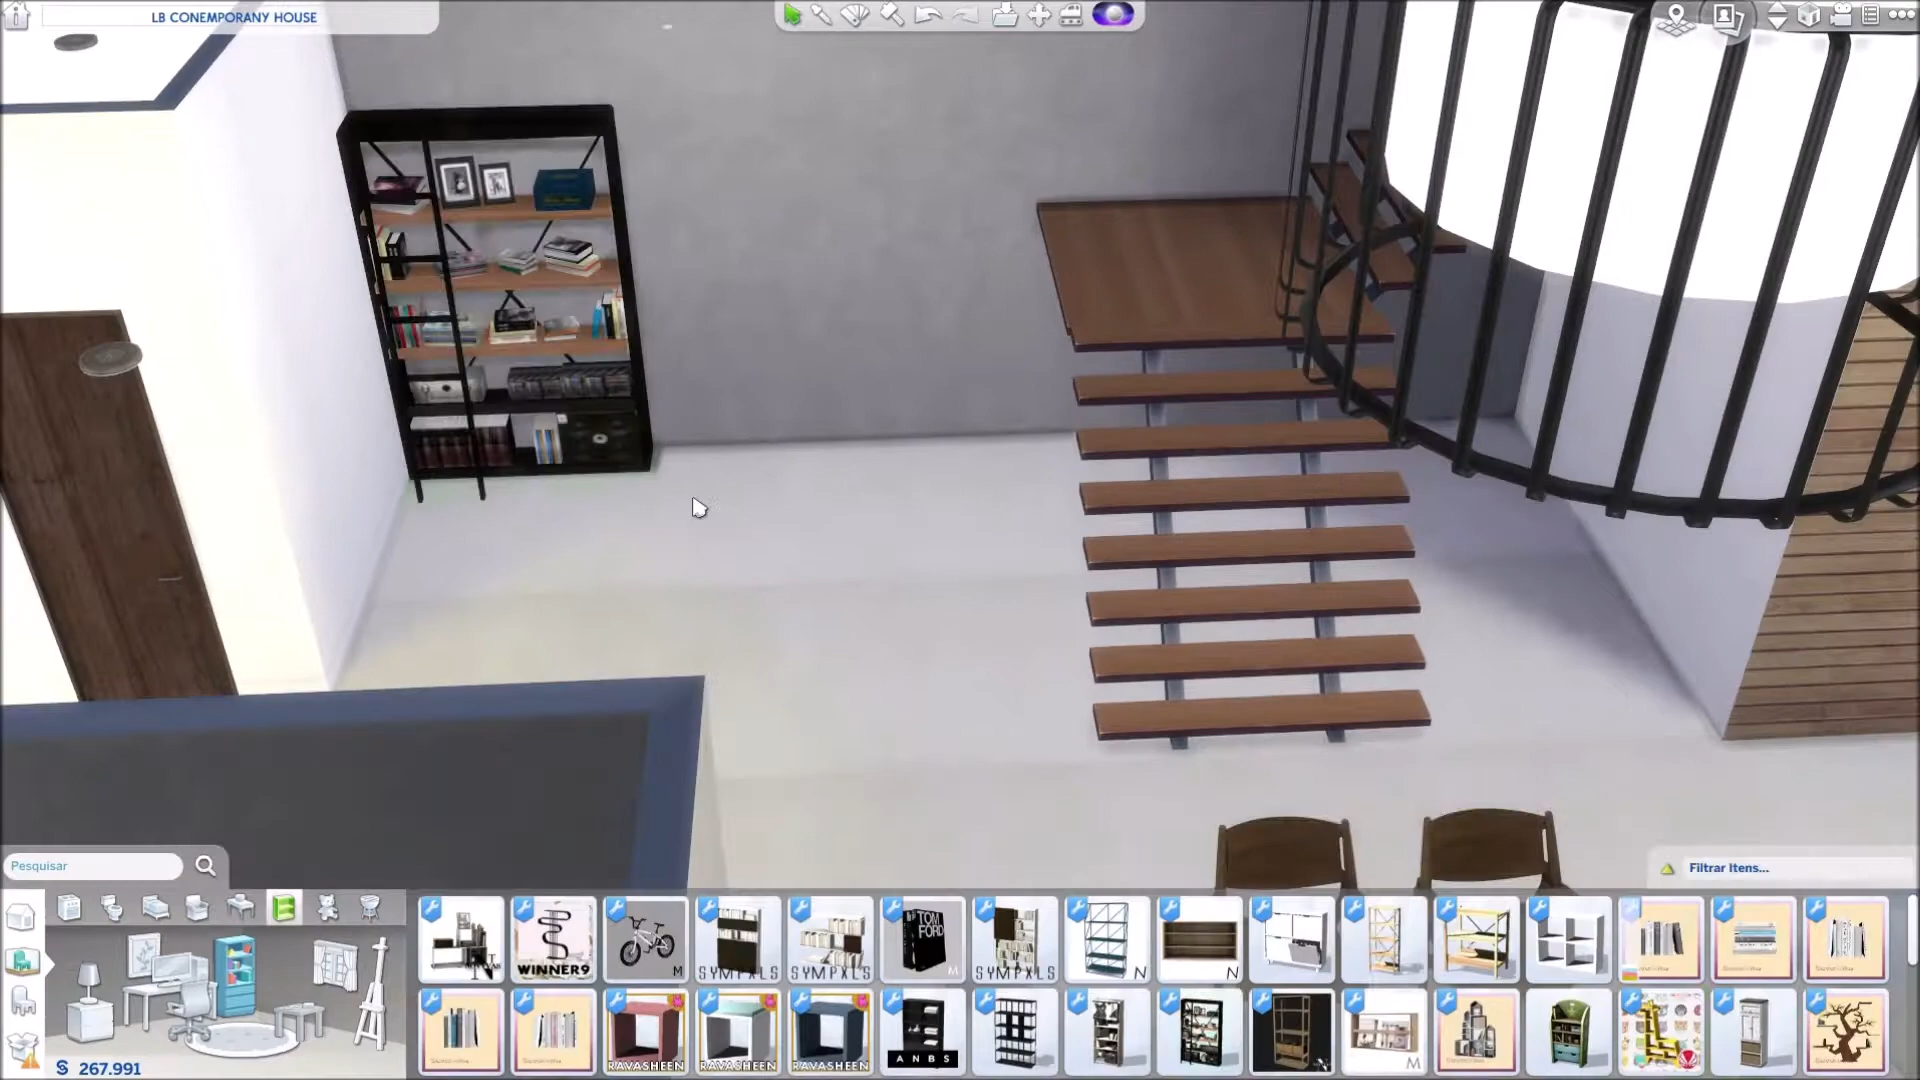 LB CONEMPORANY HOUSE
Pesquisar
Filtrar Itens...
WINNER9
M
SYMPXLS
SYMPXLS
TOM
FORD
M
SYMPXLS
N
N
RAVASHEEN
RAVASHEEN
RAVASHEEN
ANBS
M
S 267.991